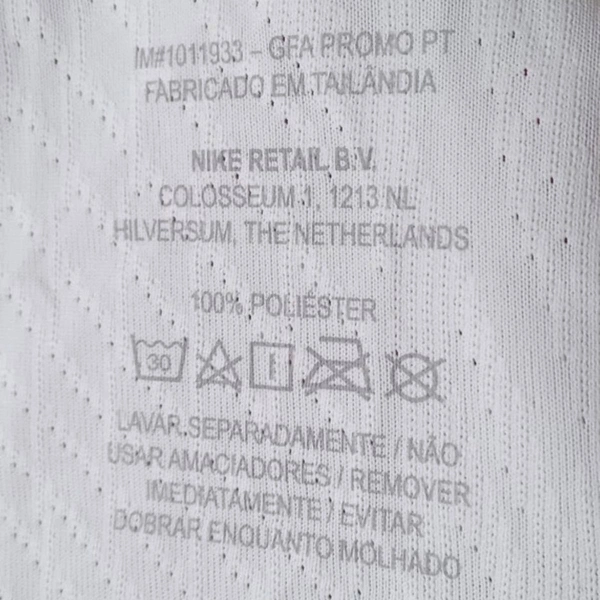 IM#1011933 – GFA PROMO PT
FABRICADO EM TAILÂNDIA
NIKE RETAIL B.V.
COLOSSEUM 1, 1213 NL
HILVERSUM, THE NETHERLANDS
100% POLIÉSTER
30
LAVAR SEPARADAMENTE / NÃO
USAR AMACIADORES / REMOVER
IMEDIATAMENTE / EVITAR
DOBRAR ENQUANTO MOLHADO